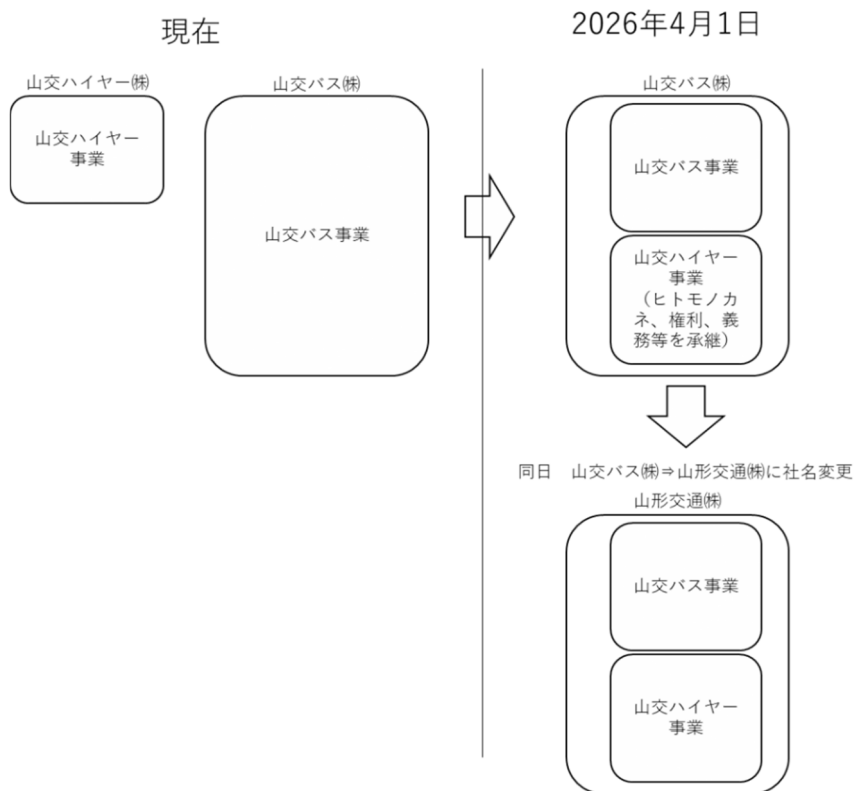 現在
2026年4月1日
山交ハイヤー㈱
山交ハイヤー
事業
山交バス㈱
山交バス事業
山交バス㈱
山交バス事業
山交ハイヤー
事業
（ヒトモノカ
ネ、権利、義
務等を承継）
同日　山交バス㈱⇒山形交通㈱に社名変更
山形交通㈱
山交バス事業
山交ハイヤー
事業